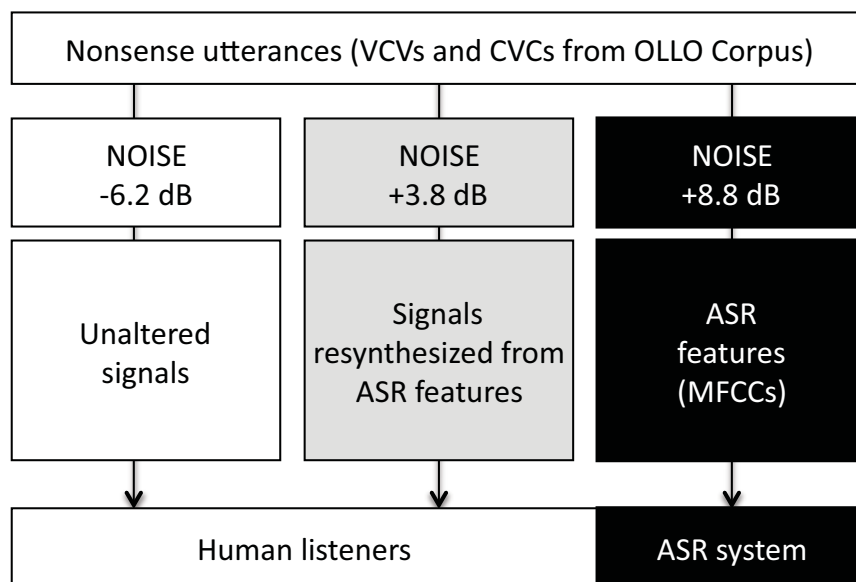 Nonsense utterances (VCVs and CVCs from OLLO Corpus)
NOISE
-6.2 dB
NOISE
+3.8 dB
NOISE
+8.8 dB
Unaltered
signals
Signals
resynthesized from
ASR features
ASR
features
(MFCCs)
Human listeners
ASR system